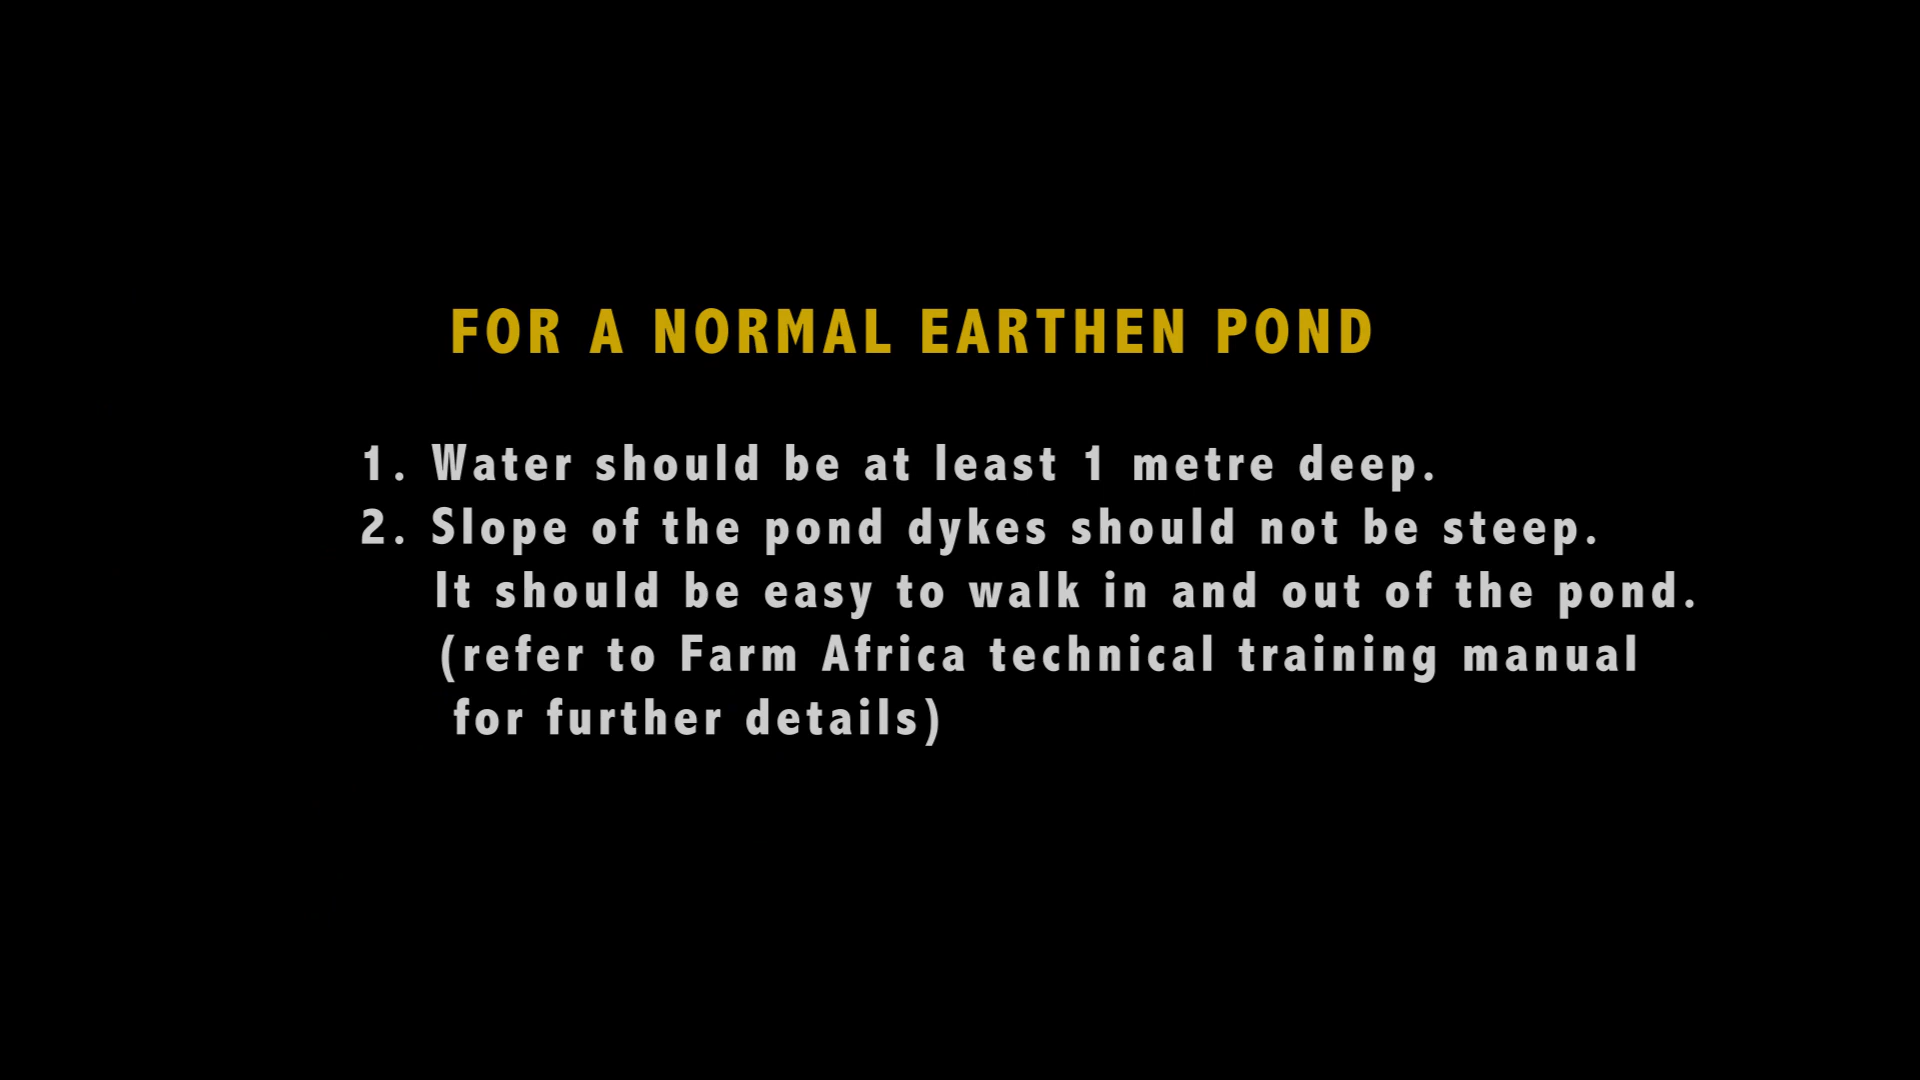 FOR A NORMAL EARTHEN POND
1. Water should be at least 1 metre deep.
2. Slope of the pond dykes should not be steep.
It should be easy to walk in and out of the pond.
(refer to Farm Africa technical training manual
for further details)